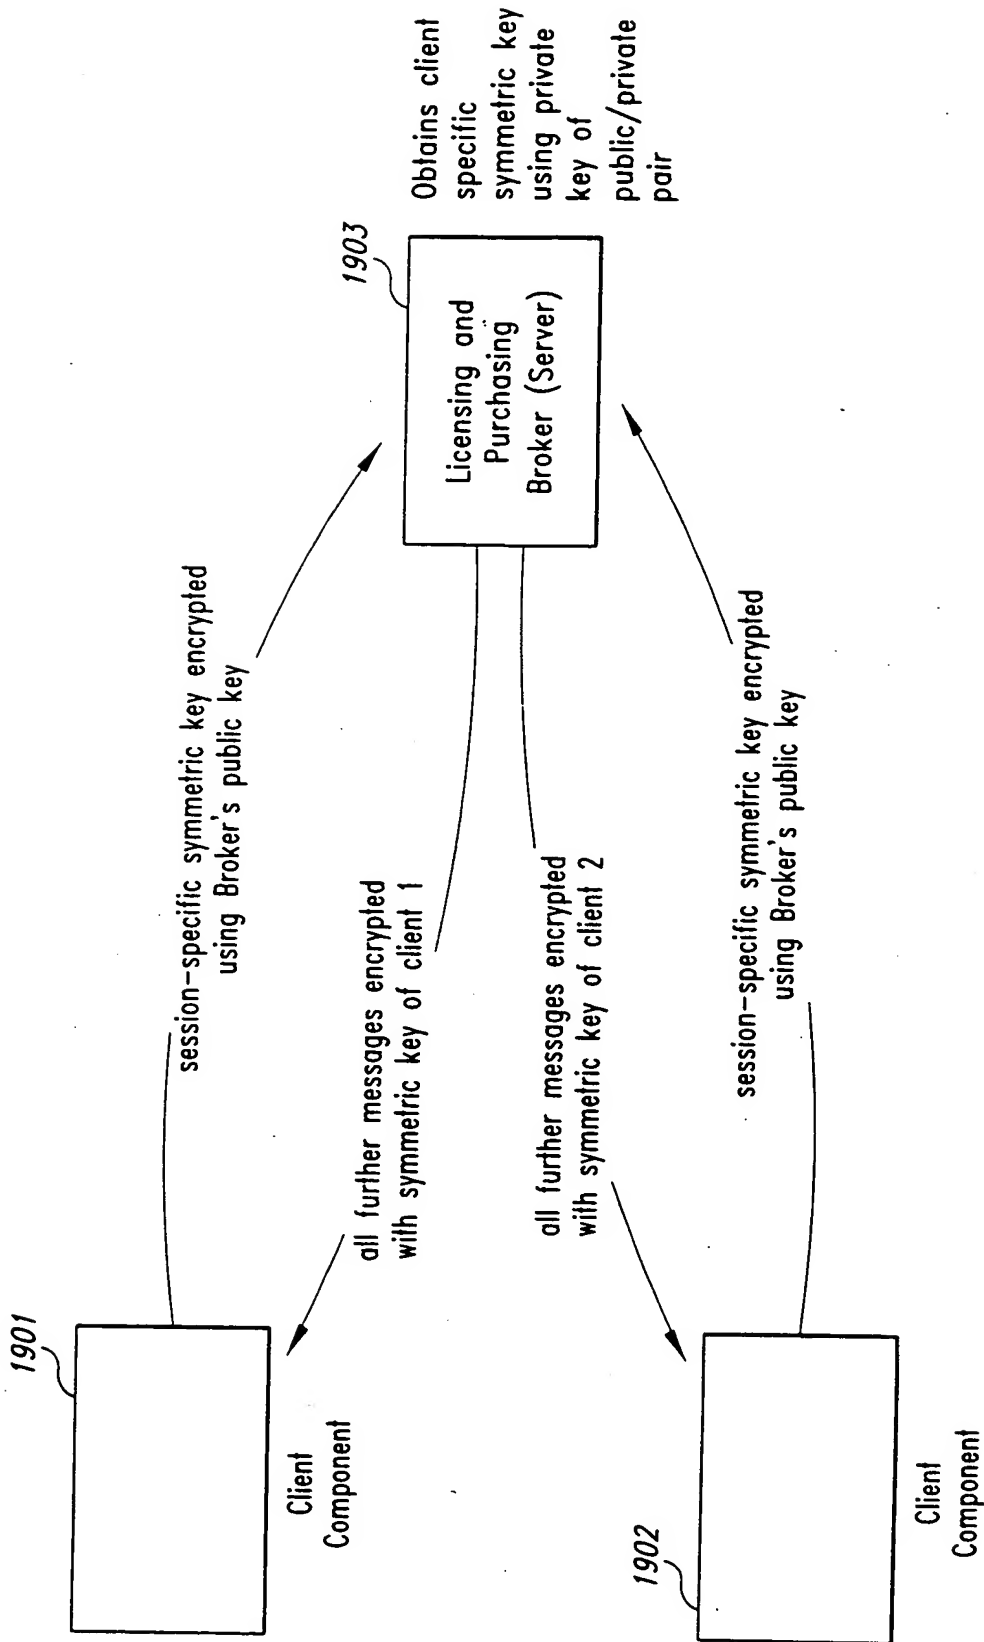 1901
Client
Component
session-specific symmetric key encrypted
using Broker's public key
all further messages encrypted
with symmetric key of client 1
1903
Licensing and
Purchasing
Broker (Server)
Obtains client
specific
symmetric key
using private
key of
public/private
pair
all further messages encrypted
with symmetric key of client 2
session-specific symmetric key encrypted
using Broker's public key
1902
Client
Component